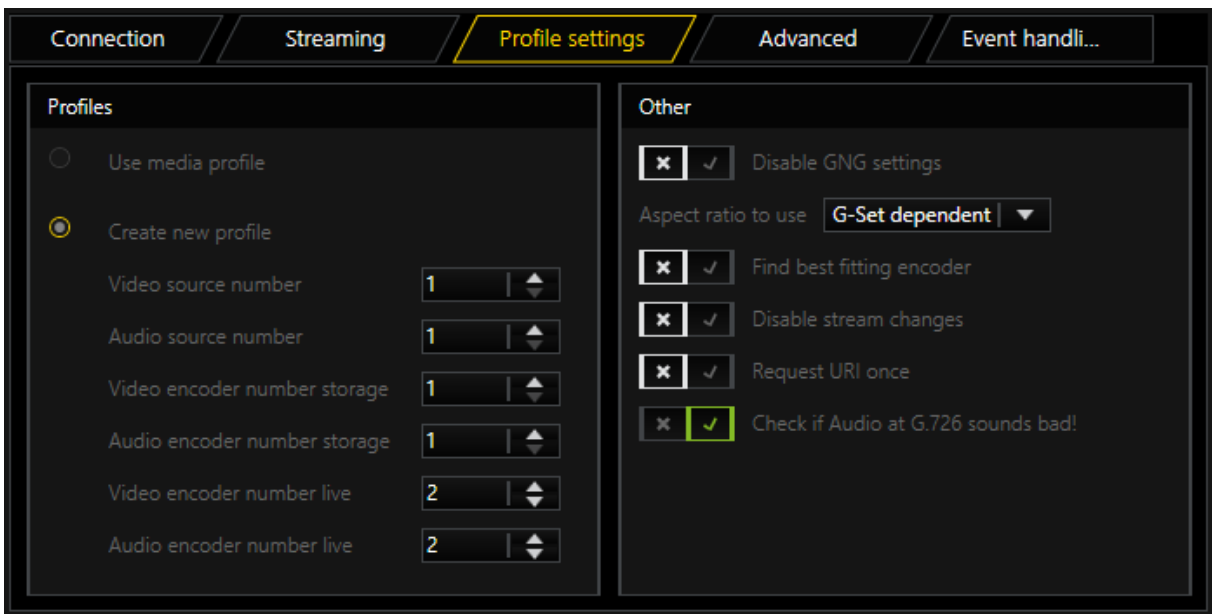 Connection
Streaming
Profile settings
Advanced
Event handli...
Profiles
Use media profile
Create new profile
Video source number 1
Audio source number 1
Video encoder number storage 1
Audio encoder number storage 1
Video encoder number live 2
Audio encoder number live 2
Other
Disable GNG settings
Aspect ratio to use G-Set dependent
Find best fitting encoder
Disable stream changes
Request URI once
Check if Audio at G.726 sounds bad!